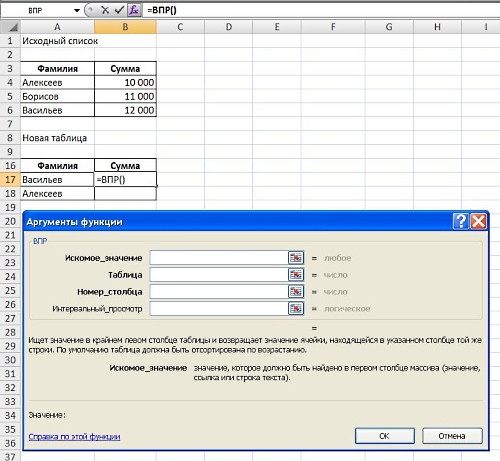 ВПР =ВПР()
A B C D E F G H I
1 Исходный список
2
3 Фамилия Сумма
4 Алексеев 10 000
5 Борисов 11 000
6 Васильев 12 000
7
8 Новая таблица
9
16 Фамилия Сумма
17 Васильев =ВПР()
18 Алексеев
19
20 Аргументы функции
21
22 ВПР
23 Искомое_значение = любое
24 Таблица = число
25 Номер_столбца = число
26 Интервальный_просмотр = логическое
27
28 =
29 Ищет значение в крайнем левом столбце таблицы и возвращает значение ячейки, находящейся в указанном столбце той же
30 строки. По умолчанию таблица должна быть отсортирована по возрастанию.
31 Искомое_значение значение, которое должно быть найдено в первом столбце массива (значение,
32 ссылка или строка текста).
33
34 Значение:
35
36 Справка по этой функции ОК Отмена
37